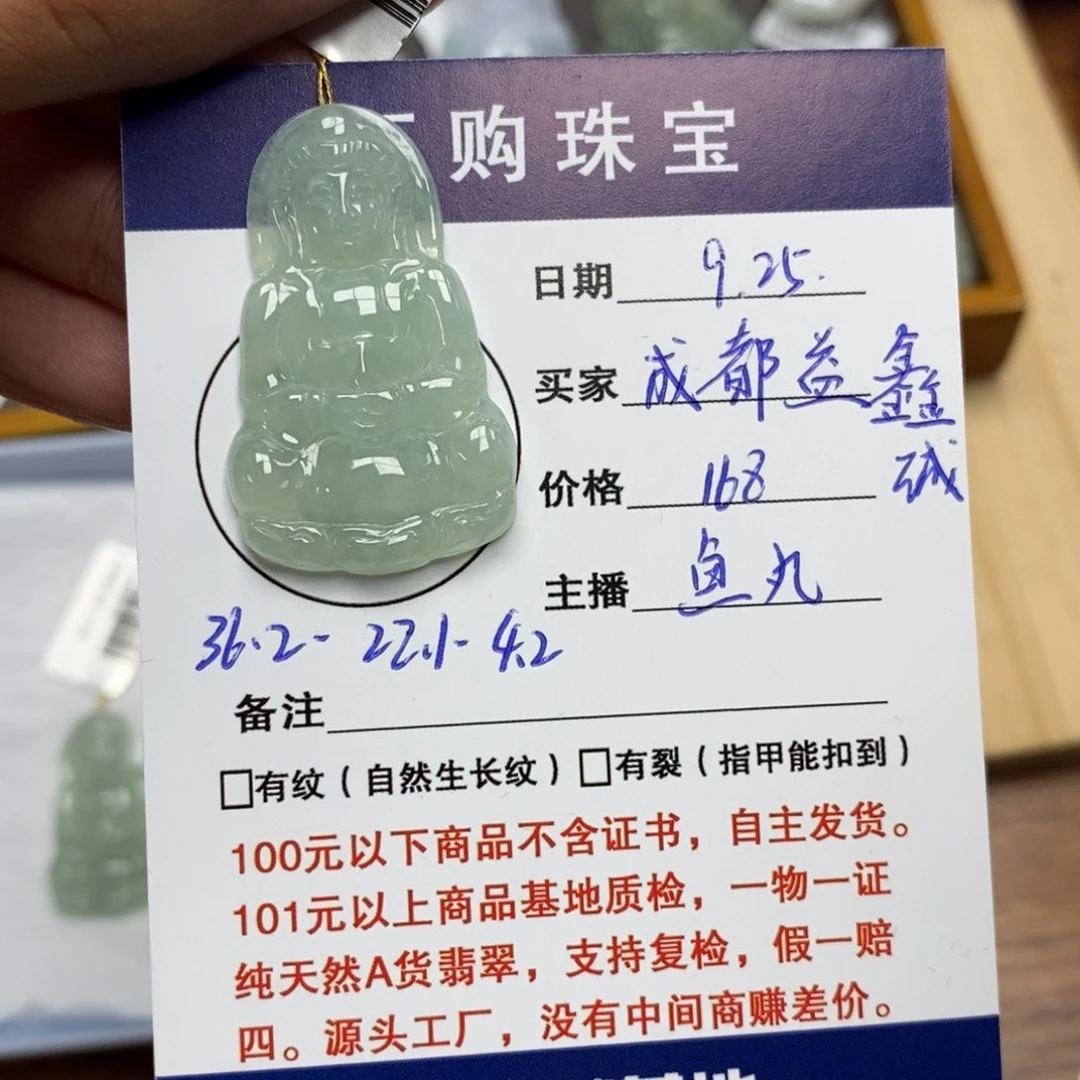 购珠宝
日期 9.25.
买家 成都益鑫
诚
价格 168
主播 鱼丸
36.2- 22.1- 4.2
备注
□有纹（自然生长纹）□有裂（指甲能扣到）
100元以下商品不含证书，自主发货。
101元以上商品基地质检，一物一证
纯天然A货翡翠，支持复检，假一赔
四。源头工厂，没有中间商赚差价。